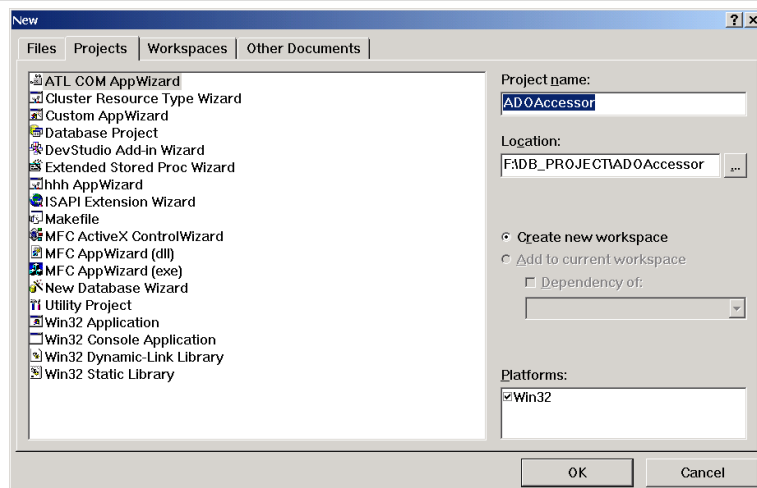 New
Files Projects Workspaces Other Documents
ATL COM AppWizard
Cluster Resource Type Wizard
Custom AppWizard
Database Project
DevStudio Add-in Wizard
Extended Stored Proc Wizard
hhh AppWizard
ISAPI Extension Wizard
Makefile
MFC ActiveX ControlWizard
MFC AppWizard (dll)
MFC AppWizard (exe)
New Database Wizard
Utility Project
Win32 Application
Win32 Console Application
Win32 Dynamic-Link Library
Win32 Static Library
Project name:
ADOAccessor
Location:
F:\DB_PROJECT\ADOAccessor ...
Create new workspace
Add to current workspace
Dependency of:
Platforms:
Win32
OK Cancel